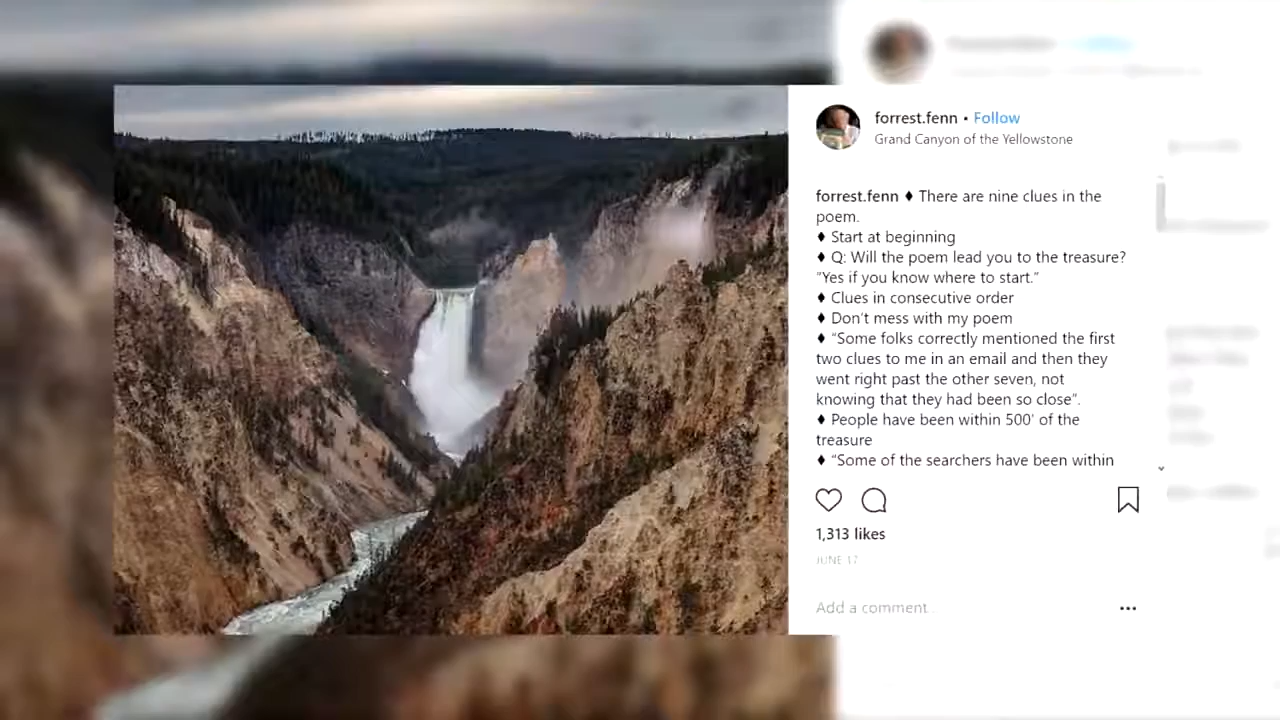 forrest.fenn • Follow
Grand Canyon of the Yellowstone
forrest.fenn ♦ There are nine clues in the
poem.
♦ Start at beginning
♦ Q: Will the poem lead you to the treasure?
“Yes if you know where to start.”
♦ Clues in consecutive order
♦ Don’t mess with my poem
♦ “Some folks correctly mentioned the first
two clues to me in an email and then they
went right past the other seven, not
knowing that they had been so close”.
♦ People have been within 500' of the
treasure
♦ “Some of the searchers have been within
1,313 likes
JUNE 17
Add a comment...